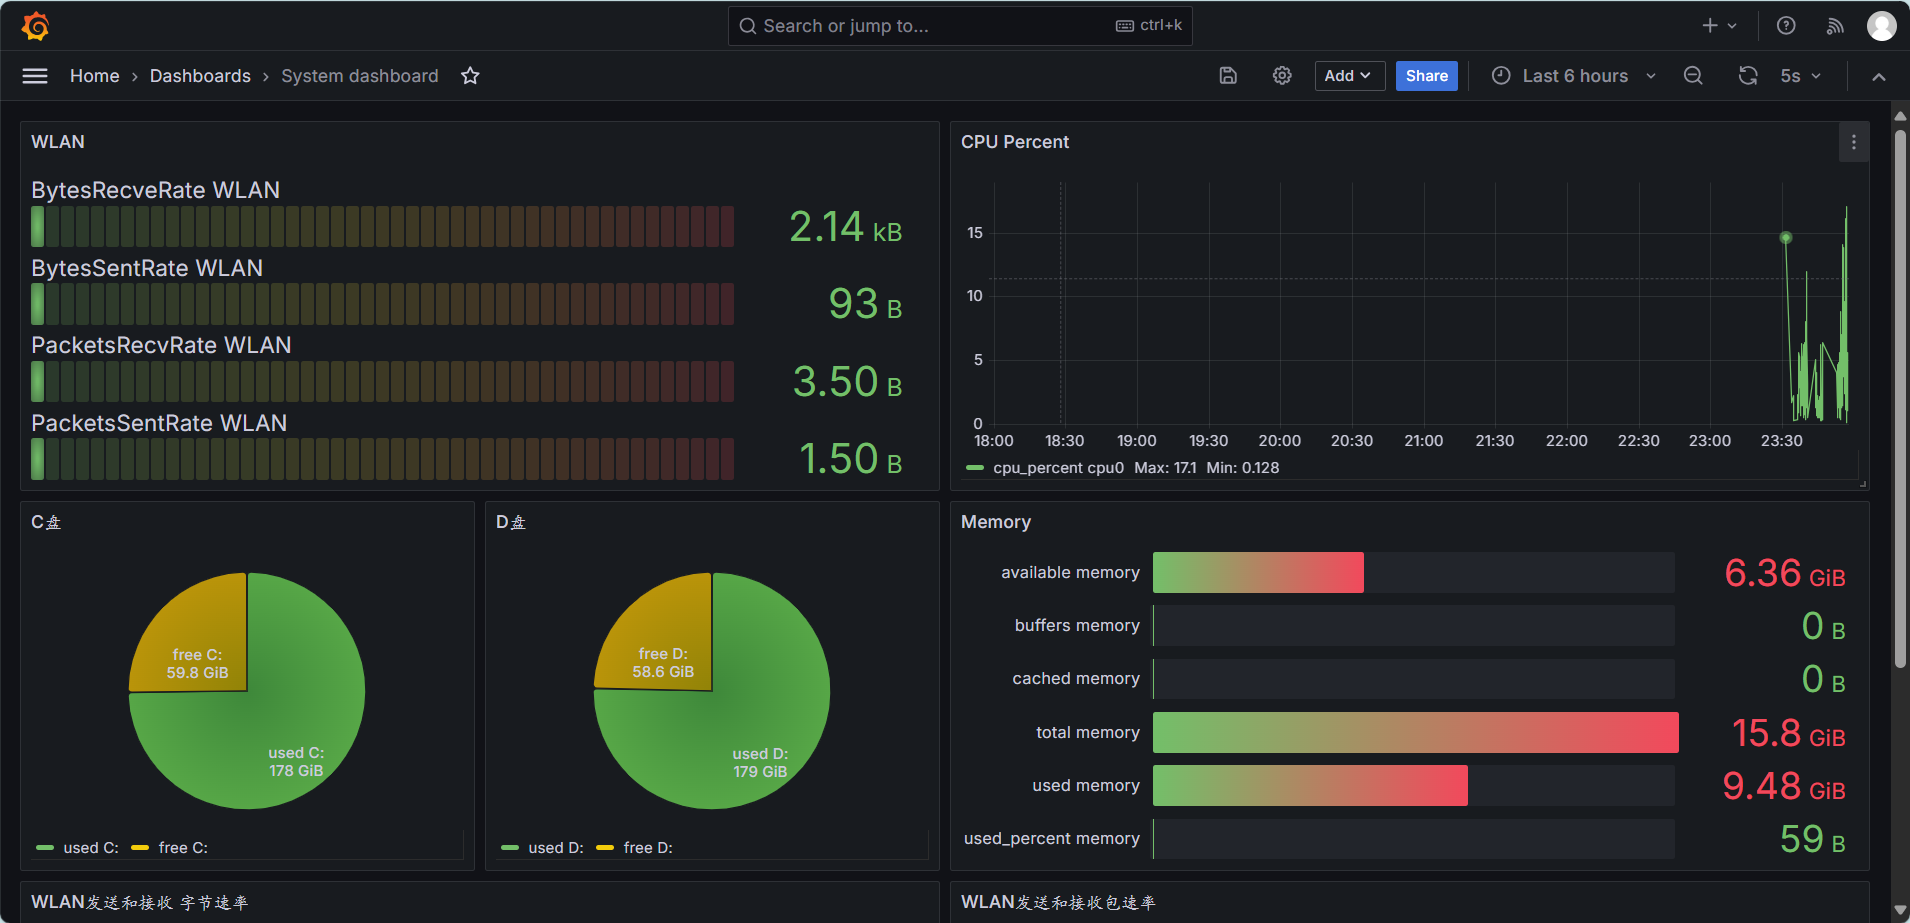 Search or jump to... ctrl+k
Home › Dashboards › System dashboard
Add Share Last 6 hours 5s
WLAN
BytesRecveRate WLAN
2.14 kB
BytesSentRate WLAN
93 B
PacketsRecvRate WLAN
3.50 B
PacketsSentRate WLAN
1.50 B
CPU Percent
15
10
5
0
18:00 18:30 19:00 19:30 20:00 20:30 21:00 21:30 22:00 22:30 23:00 23:30
cpu_percent cpu0 Max: 17.1 Min: 0.128
C盘
free C:
59.8 GiB
used C:
178 GiB
used C: free C:
D盘
free D:
58.6 GiB
used D:
179 GiB
used D: free D:
Memory
available memory 6.36 GiB
buffers memory 0 B
cached memory 0 B
total memory 15.8 GiB
used memory 9.48 GiB
used_percent memory 59 B
WLAN发送和接收 字节速率
WLAN发送和接收包速率